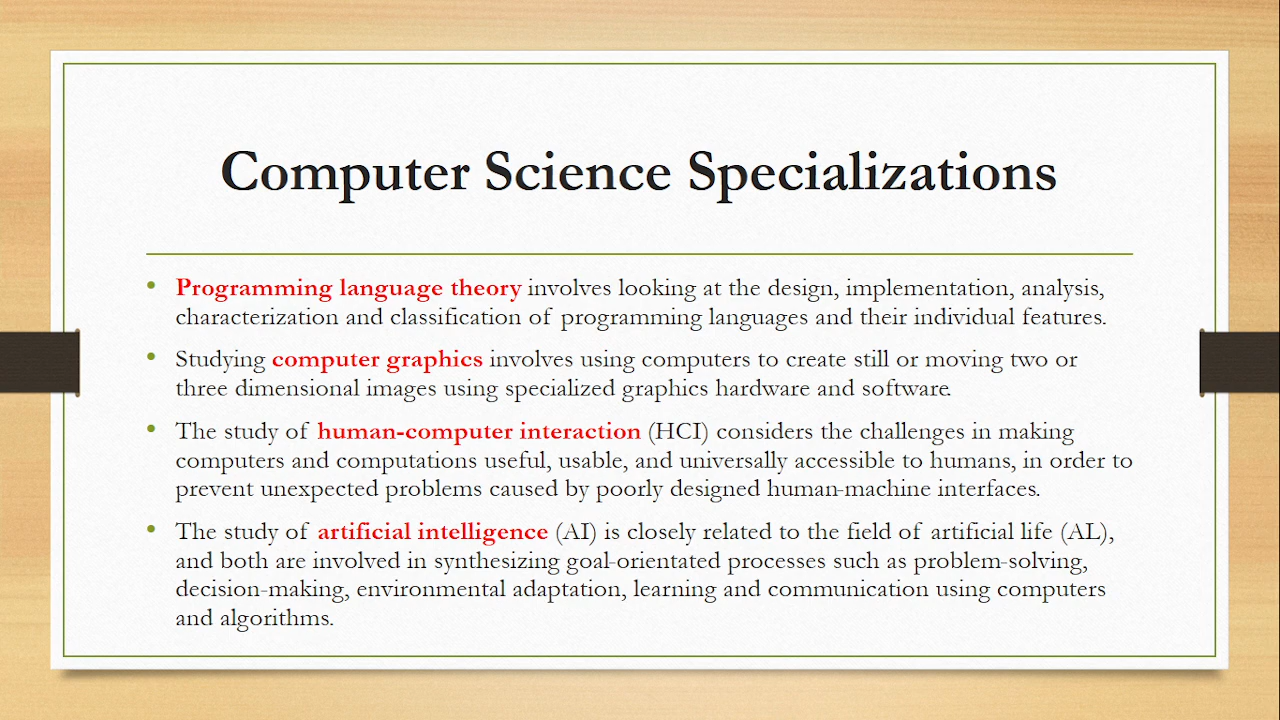 Computer Science Specializations
• Programming language theory involves looking at the design, implementation, analysis,
characterization and classification of programming languages and their individual features.
• Studying computer graphics involves using computers to create still or moving two or
three dimensional images using specialized graphics hardware and software.
• The study of human-computer interaction (HCI) considers the challenges in making
computers and computations useful, usable, and universally accessible to humans, in order to
prevent unexpected problems caused by poorly designed human-machine interfaces.
• The study of artificial intelligence (AI) is closely related to the field of artificial life (AL),
and both are involved in synthesizing goal-orientated processes such as problem-solving,
decision-making, environmental adaptation, learning and communication using computers
and algorithms.